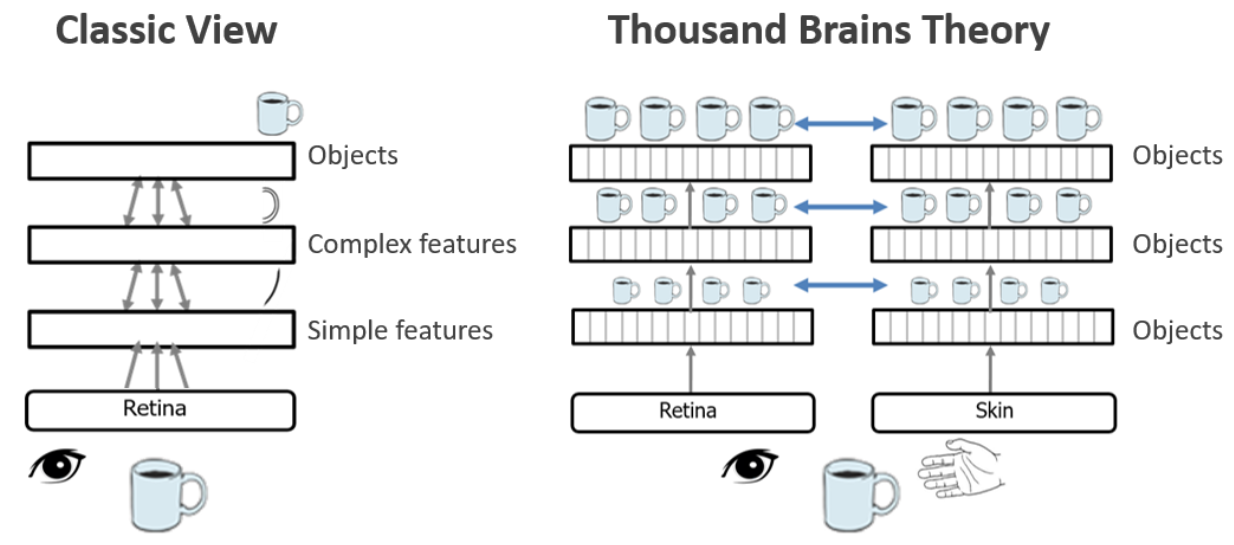 Classic View
Objects
Complex features
Simple features
Retina
Thousand Brains Theory
Objects
Objects
Objects
Retina
Skin